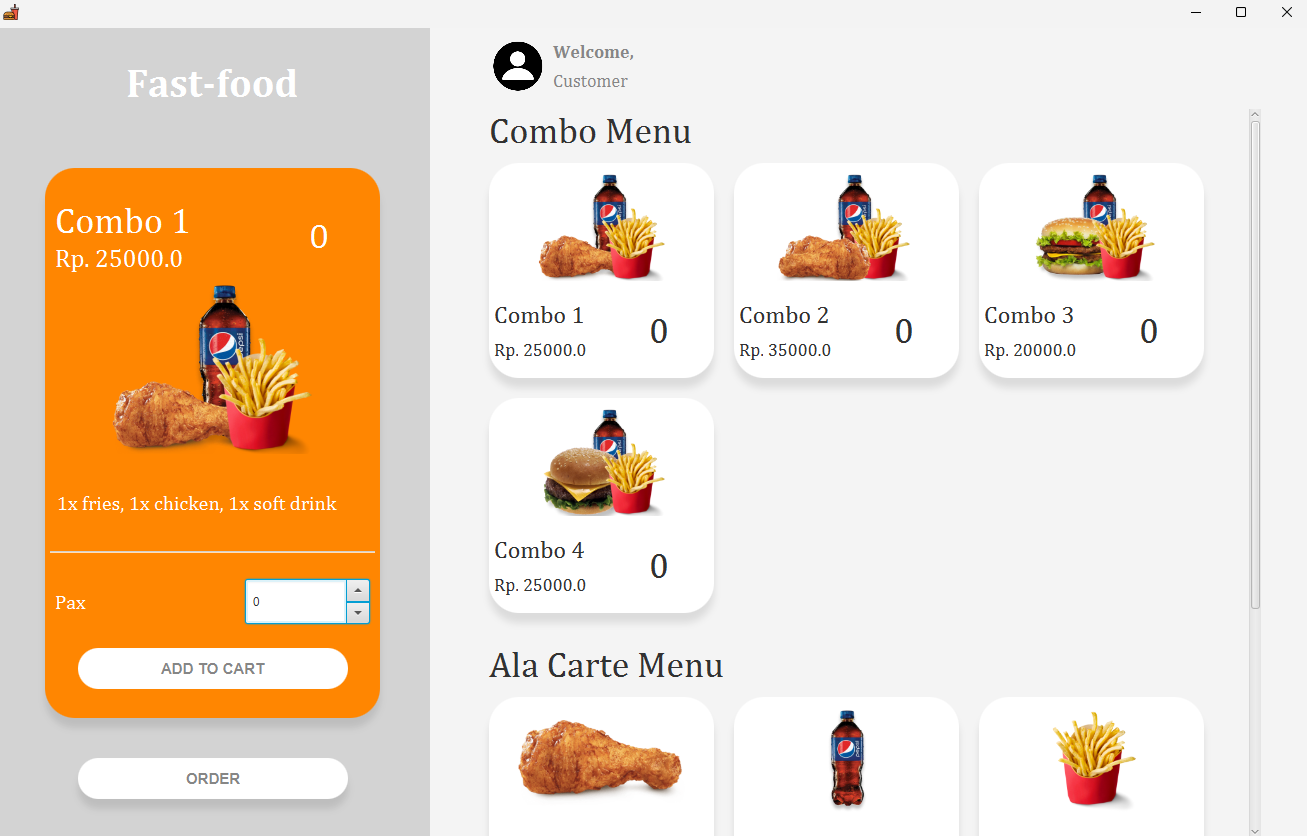 Fast-food
Combo 1
0
Rp. 25000.0
pepsi
1x fries, 1x chicken, 1x soft drink
Pax
0
ADD TO CART
ORDER
Welcome,
Customer
Combo Menu
Combo 1
0
Rp. 25000.0
Combo 2
0
Rp. 35000.0
Combo 3
0
Rp. 20000.0
Combo 4
0
Rp. 25000.0
Ala Carte Menu
pepsi